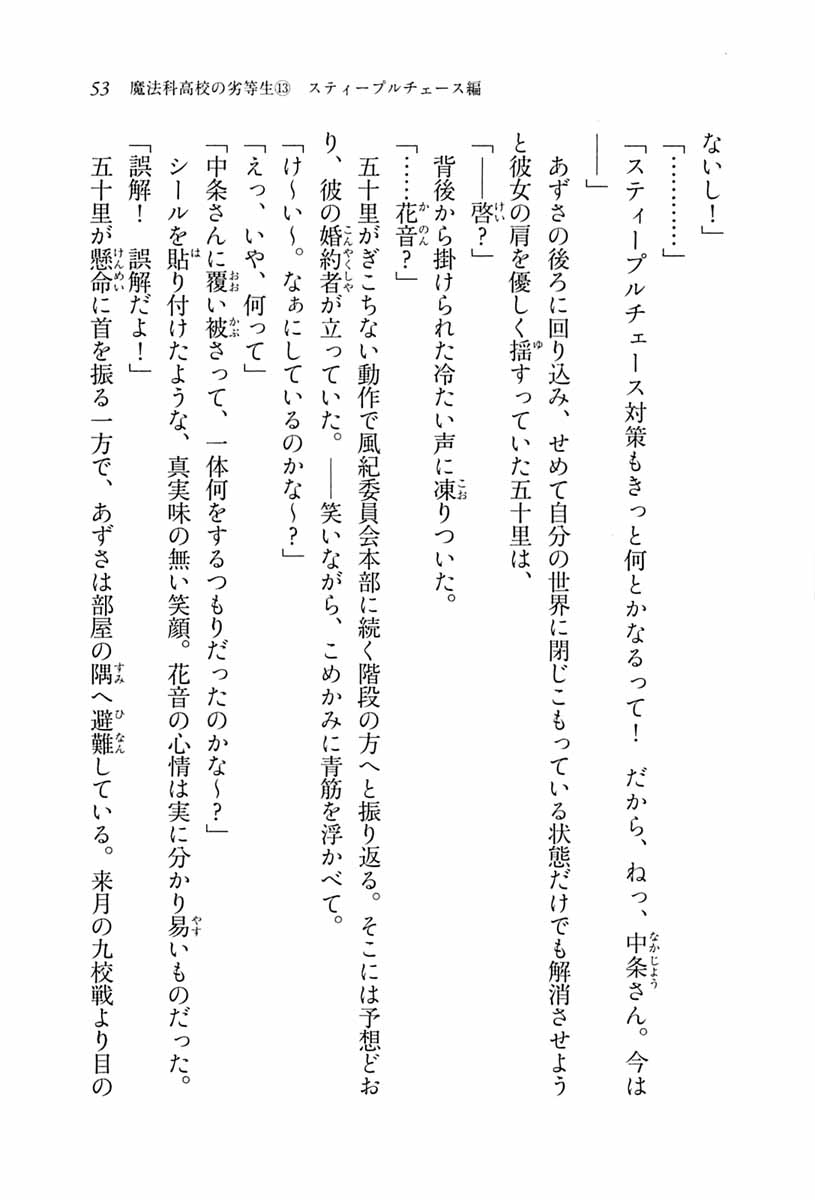 53 魔法科高校の劣等生⑬ スティープルチェース編
ないし！」
「…………」
「スティープルチェース対策もきっと何とかなるって！　だから、ねっ、中条さん。今は
――」
　あずさの後ろに回り込み、せめて自分の世界に閉じこもっている状態だけでも解消させよう
と彼女の肩を優しく揺すっていた五十里は、
「――啓？」
　背後から掛けられた冷たい声に凍りついた。
「……花音？」
　五十里がぎこちない動作で風紀委員会本部に続く階段の方へと振り返る。そこには予想どお
り、彼の婚約者が立っていた。――笑いながら、こめかみに青筋を浮かべて。
「け～い～。なぁにしているのかな～？」
「えっ、いや、何って」
「中条さんに覆い被さって、一体何をするつもりだったのかな～？」
　シールを貼り付けたような、真実味の無い笑顔。花音の心情は実に分かり易いものだった。
「誤解！　誤解だよ！」
　五十里が懸命に首を振る一方で、あずさは部屋の隅へ避難している。来月の九校戦より目の